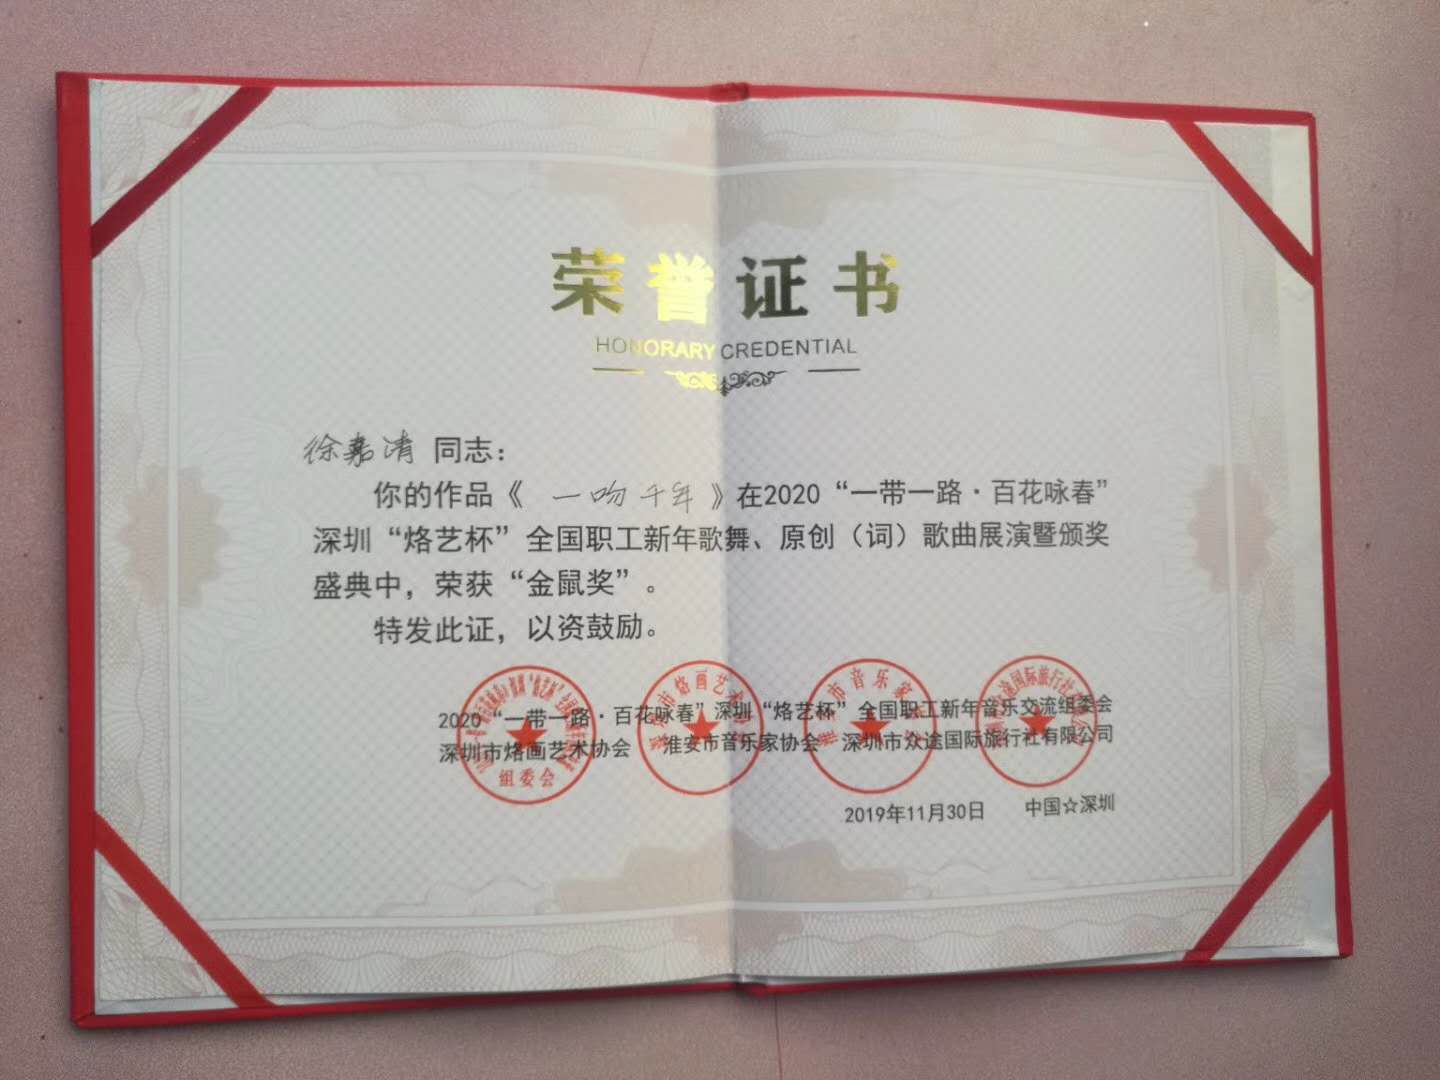 荣誉证书
HONORARY CREDENTIAL
徐嘉清 同志：
你的作品《 一吻千年 》在2020“一带一路·百花咏春”
深圳“烙艺杯”全国职工新年歌舞、原创（词）歌曲展演暨颁奖
盛典中，荣获“金鼠奖”。
特发此证，以资鼓励。
2020“一带一路·百花咏春”深圳“烙艺杯”全国职工新年音乐交流组委会
深圳市烙画艺术协会 淮安市音乐家协会 深圳市众途国际旅行社有限公司
组委会
2019年11月30日 中国☆深圳